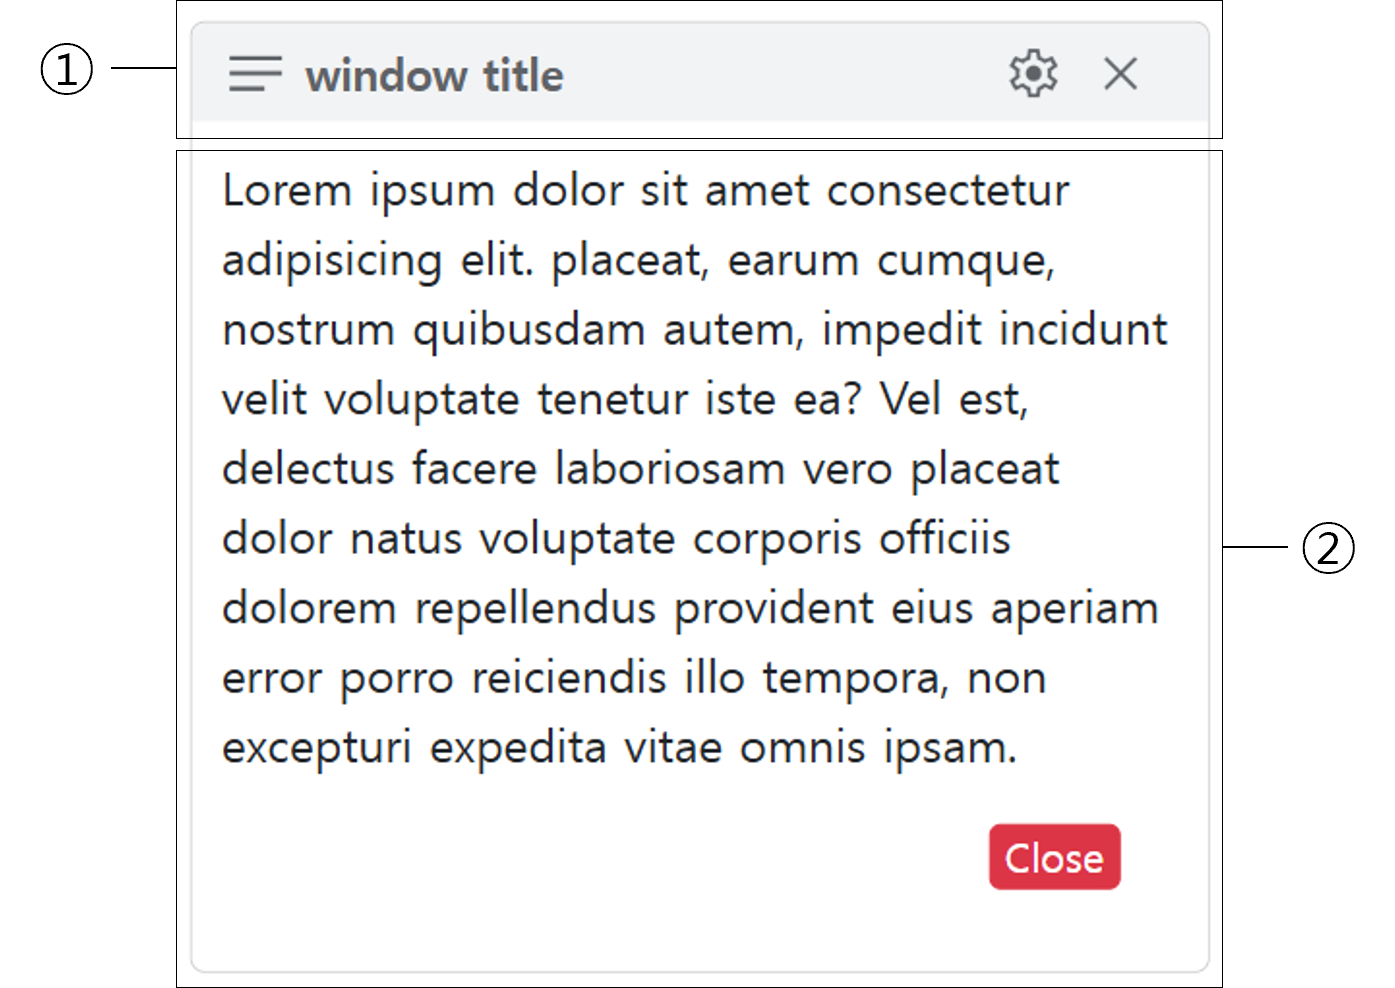 ①
window title
Lorem ipsum dolor sit amet consectetur
adipisicing elit. placeat, earum cumque,
nostrum quibusdam autem, impedit incidunt
velit voluptate tenetur iste ea? Vel est,
delectus facere laboriosam vero placeat
dolor natus voluptate corporis officiis
dolorem repellendus provident eius aperiam
error porro reiciendis illo tempora, non
excepturi expedita vitae omnis ipsam.
②
Close